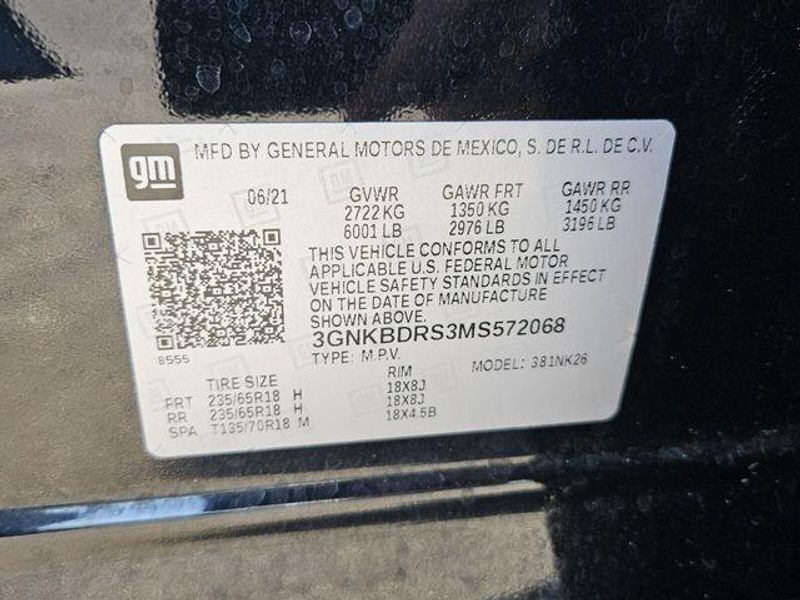 gm MFD BY GENERAL MOTORS DE MEXICO, S. DE R.L. DE C.V.
06/21 GVWR GAWR FRT GAWR RR
2722 KG 1350 KG 1450 KG
6001 LB 2976 LB 3196 LB
THIS VEHICLE CONFORMS TO ALL
APPLICABLE U.S. FEDERAL MOTOR
VEHICLE SAFETY STANDARDS IN EFFECT
ON THE DATE OF MANUFACTURE
SHOWN ABOVE.
3GNKBDRS3MS572068
8555 TYPE: M.P.V. MODEL: 381NK26
TIRE SIZE RIM
FRT 235/65R18 H 18X8J
RR 235/65R18 H 18X8J
SPA T135/70R18 M 18X4.5B